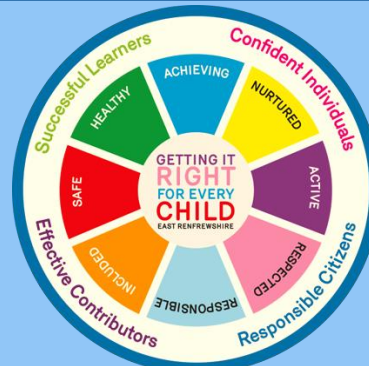 Successful Learners
Confident Individuals
Responsible Citizens
Effective Contributors
ACHIEVING
NURTURED
ACTIVE
RESPECTED
RESPONSIBLE
INCLUDED
SAFE
HEALTHY
GETTING IT
RIGHT
FOR EVERY
CHILD
EAST RENFREWSHIRE